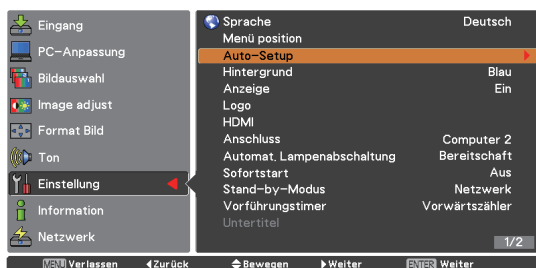 Eingang
PC-Anpassung
Bildauswahl
Image adjust
Format Bild
Ton
Einstellung
Information
Netzwerk
Sprache Deutsch
Menü position
Auto-Setup
Hintergrund Blau
Anzeige Ein
Logo
HDMI
Anschluss Computer 2
Automat. Lampenabschaltung Bereitschaft
Sofortstart Aus
Stand-by-Modus Netzwerk
Vorführungstimer Vorwärtszähler
Untertitel
1/2
MENU Verlassen Zurück Bewegen Weiter ENTER Weiter